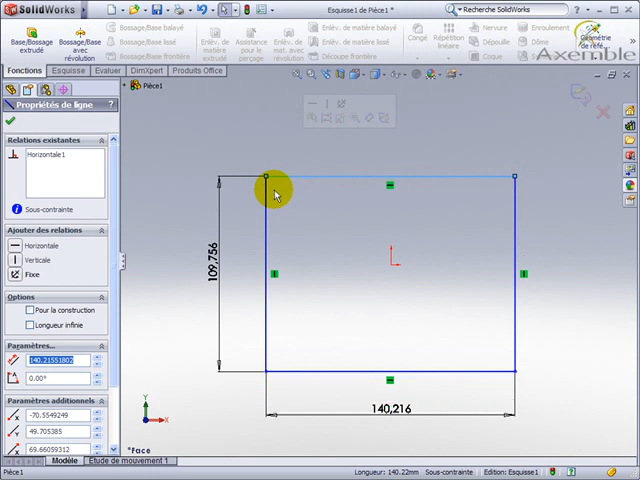 SolidWorks
Esquisse1 de Pièce1 *
Recherche SolidWorks
Base/Bossage extrudé
Bossage/Base avec révolution
Bossage/Base balayé
Bossage/Base lissé
Bossage/Base frontière
Enlèv. de matière extrudé
Assistance pour le perçage
Enlèv. de mat. avec révolution
Enlèv. de matière balayé
Enlèv. de matière lissé
Découpe frontière
Congé
Répétition linéaire
Nervure
Dépouille
Coque
Enroulement
Dôme
Symétrie
Géométrie de réfé...
Axemble
Fonctions
Esquisse
Evaluer
DimXpert
Produits Office
Propriétés de ligne
Relations existantes
Horizontale1
Sous-contrainte
Ajouter des relations
Horizontale
Verticale
Fixe
Options
Pour la construction
Longueur infinie
Paramètres...
140.21551802
0.00°
Paramètres additionnels
-70.5549249
49.705385
69.66059312
Pièce1
109,756
140,216
Y
X
*Face
Modèle
Etude de mouvement 1
Pièce1
Longueur: 140.22mm
Sous-contrainte
Edition: Esquisse1